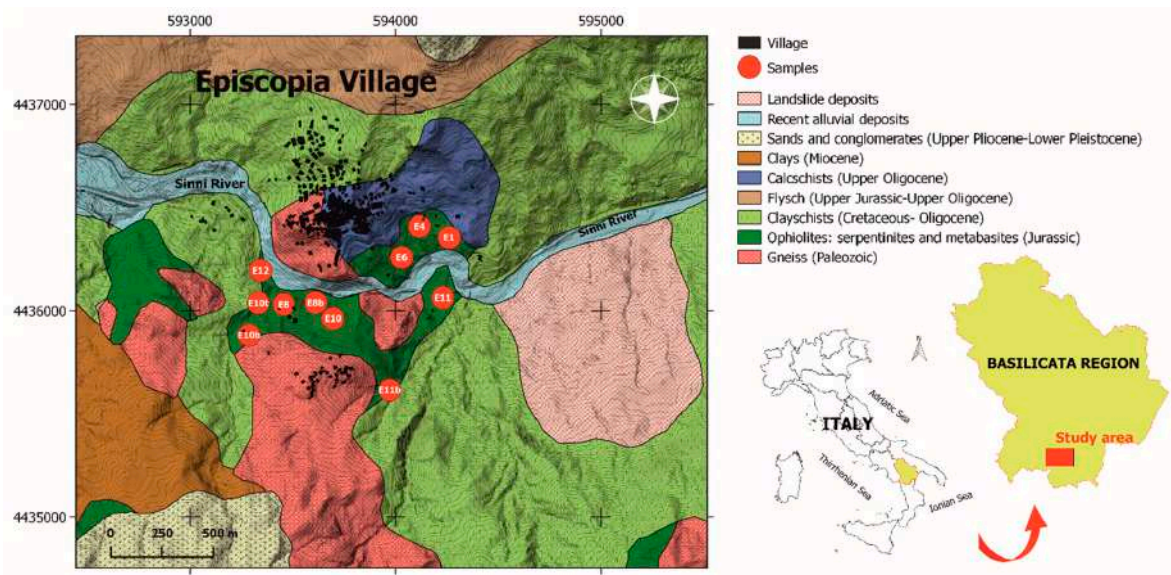 593000 594000 595000
Episcopia Village
4437000
4436000
4435000
Sinni River
Sinni River
E4
E1
E6
E12
E11
E10t
E8
E8b
E10
E10b
E11b
0 250 500 m
Village
Samples
Landslide deposits
Recent alluvial deposits
Sands and conglomerates (Upper Pliocene-Lower Pleistocene)
Clays (Miocene)
Calcschists (Upper Oligocene)
Flysch (Upper Jurassic-Upper Oligocene)
Clayschists (Cretaceous- Oligocene)
Ophiolites: serpentinites and metabasites (Jurassic)
Gneiss (Paleozoic)
BASILICATA REGION
Study area
ITALY
Adriatic Sea
Thirrhenian Sea
Ionian Sea